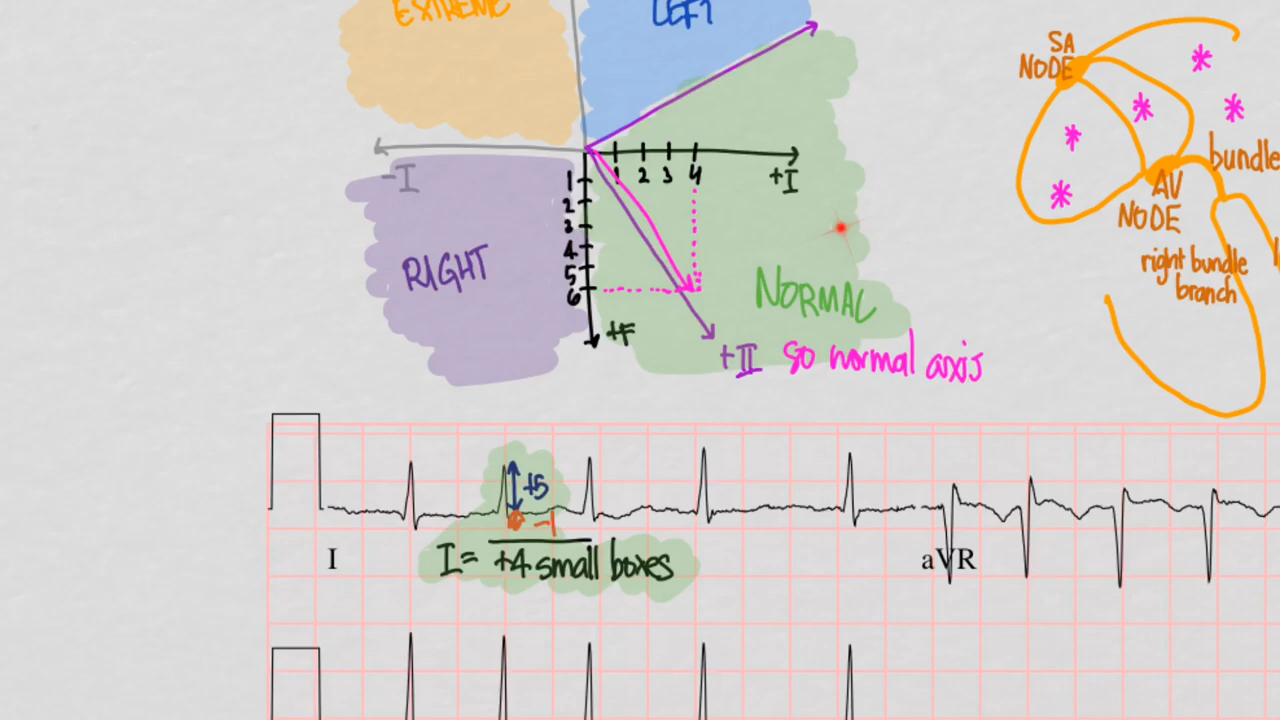 EXTREME
LEFT
SA
NODE
-I
1 2 3 4
+I
1
2
3
4
5
6
bundle
AV
NODE
RIGHT
right bundle
branch
NORMAL
+F
+II so normal axis
+5
-1
I
I= +4 small boxes
aVR